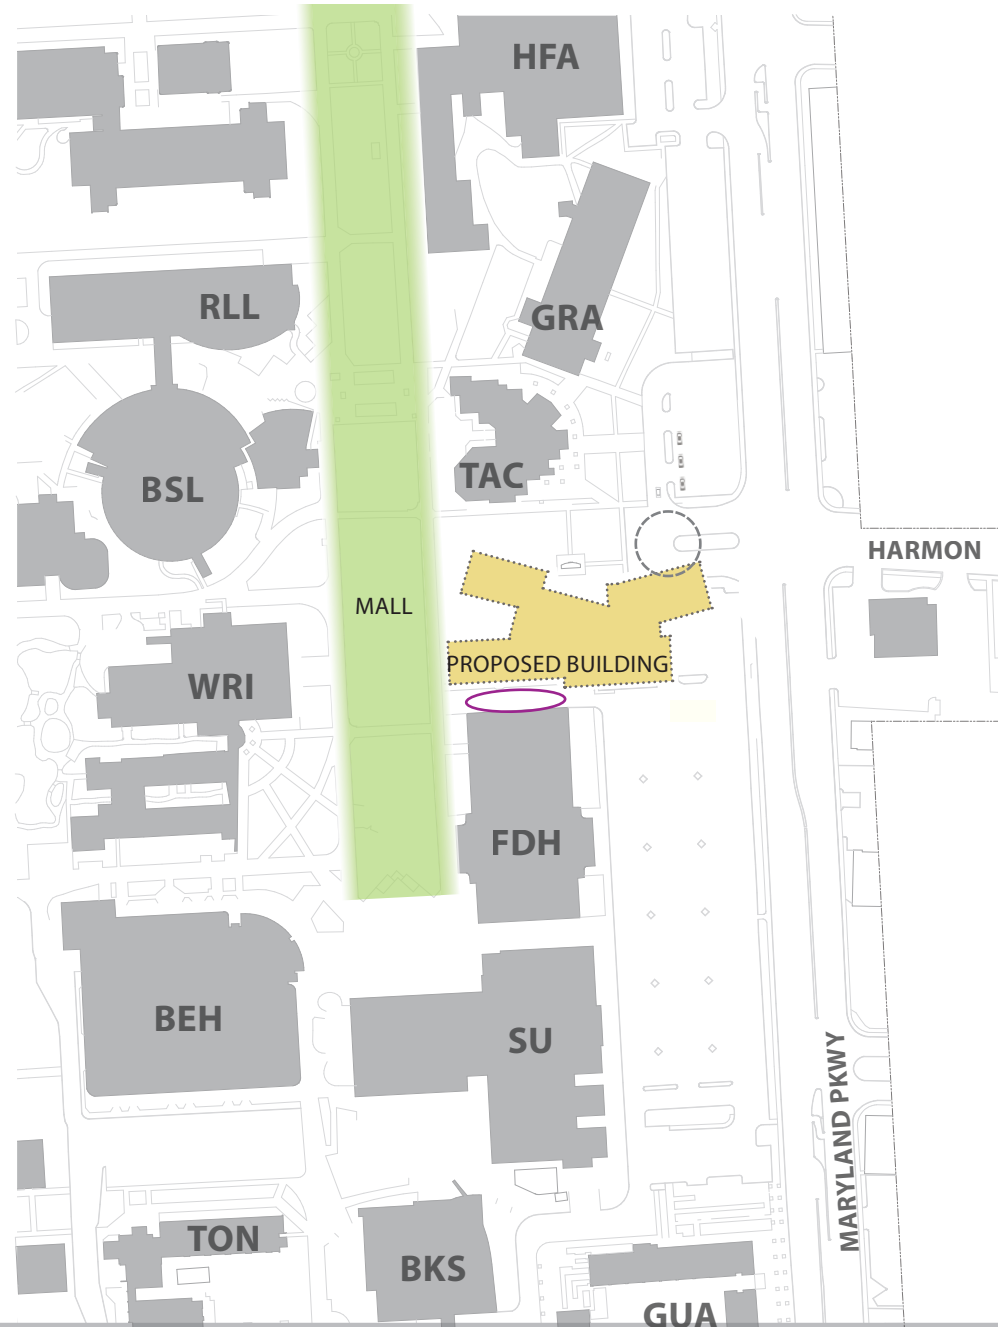 HFA
RLL
GRA
TAC
BSL
HARMON
MALL
PROPOSED BUILDING
WRI
FDH
BEH
SU
MARYLAND PKWY
TON
BKS
GUA